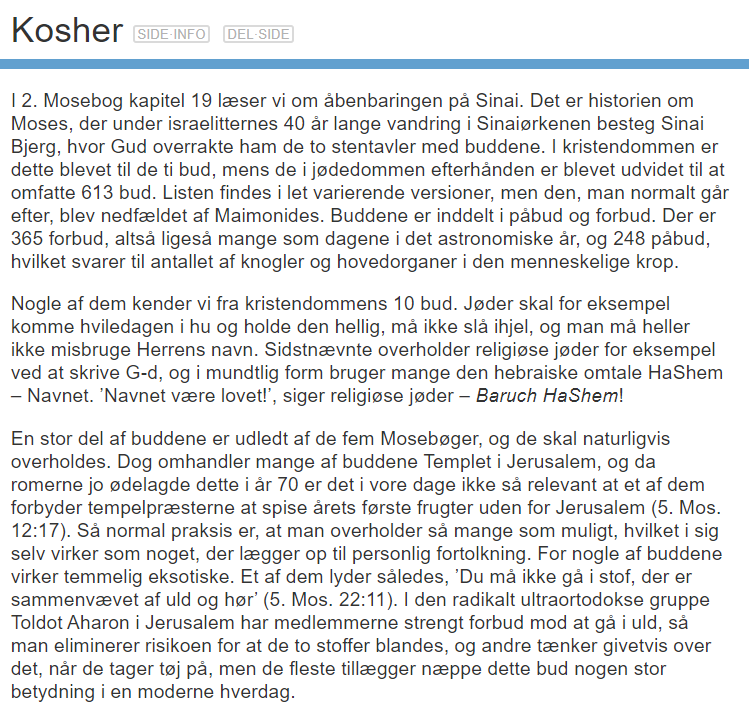 Kosher SIDE·INFO DEL·SIDE
I 2. Mosebog kapitel 19 læser vi om åbenbaringen på Sinai. Det er historien om
Moses, der under israelitternes 40 år lange vandring i Sinaiørkenen besteg Sinai
Bjerg, hvor Gud overrakte ham de to stentavler med buddene. I kristendommen er
dette blevet til de ti bud, mens de i jødedommen efterhånden er blevet udvidet til at
omfatte 613 bud. Listen findes i let varierende versioner, men den, man normalt går
efter, blev nedfældet af Maimonides. Buddene er inddelt i påbud og forbud. Der er
365 forbud, altså ligeså mange som dagene i det astronomiske år, og 248 påbud,
hvilket svarer til antallet af knogler og hovedorganer i den menneskelige krop.
Nogle af dem kender vi fra kristendommens 10 bud. Jøder skal for eksempel
komme hviledagen i hu og holde den hellig, må ikke slå ihjel, og man må heller
ikke misbruge Herrens navn. Sidstnævnte overholder religiøse jøder for eksempel
ved at skrive G-d, og i mundtlig form bruger mange den hebraiske omtale HaShem
– Navnet. ’Navnet være lovet!’, siger religiøse jøder – Baruch HaShem!
En stor del af buddene er udledt af de fem Mosebøger, og de skal naturligvis
overholdes. Dog omhandler mange af buddene Templet i Jerusalem, og da
romerne jo ødelagde dette i år 70 er det i vore dage ikke så relevant at et af dem
forbyder tempelpræsterne at spise årets første frugter uden for Jerusalem (5. Mos.
12:17). Så normal praksis er, at man overholder så mange som muligt, hvilket i sig
selv virker som noget, der lægger op til personlig fortolkning. For nogle af buddene
virker temmelig eksotiske. Et af dem lyder således, ’Du må ikke gå i stof, der er
sammenvævet af uld og hør’ (5. Mos. 22:11). I den radikalt ultraortodokse gruppe
Toldot Aharon i Jerusalem har medlemmerne strengt forbud mod at gå i uld, så
man eliminerer risikoen for at de to stoffer blandes, og andre tænker givetvis over
det, når de tager tøj på, men de fleste tillægger næppe dette bud nogen stor
betydning i en moderne hverdag.